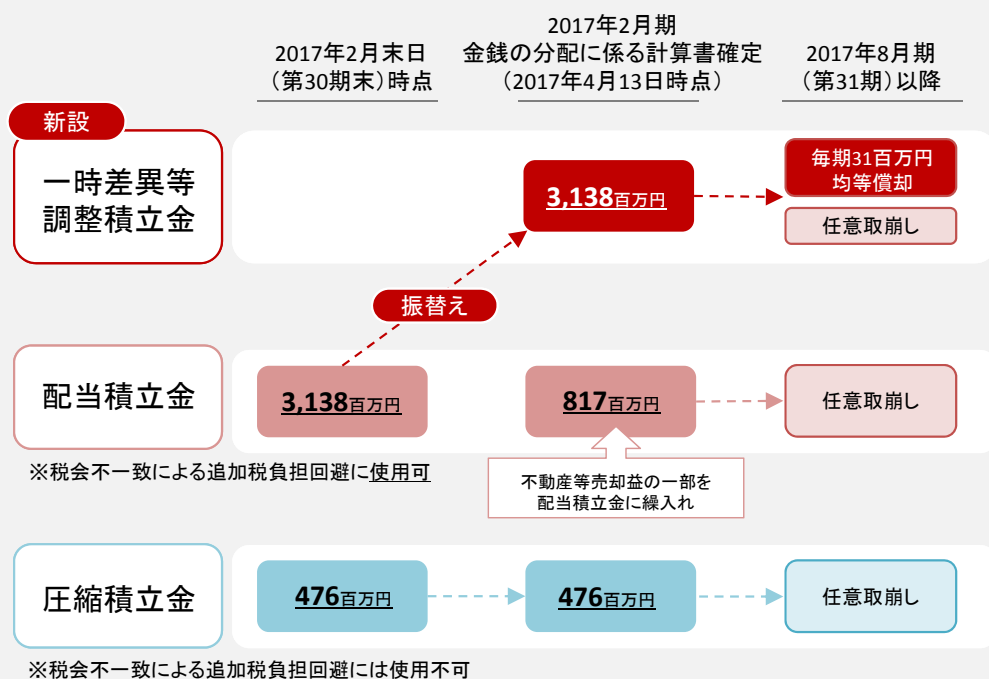 2017年2月末日
（第30期末）時点
2017年2月期
金銭の分配に係る計算書確定
（2017年4月13日時点）
2017年8月期
（第31期）以降
新設
一時差異等
調整積立金
3,138百万円
毎期31百万円
均等償却
任意取崩し
振替え
配当積立金
3,138百万円
817百万円
任意取崩し
※税会不一致による追加税負担回避に使用可
不動産等売却益の一部を
配当積立金に繰入れ
圧縮積立金
476百万円
476百万円
任意取崩し
※税会不一致による追加税負担回避には使用不可